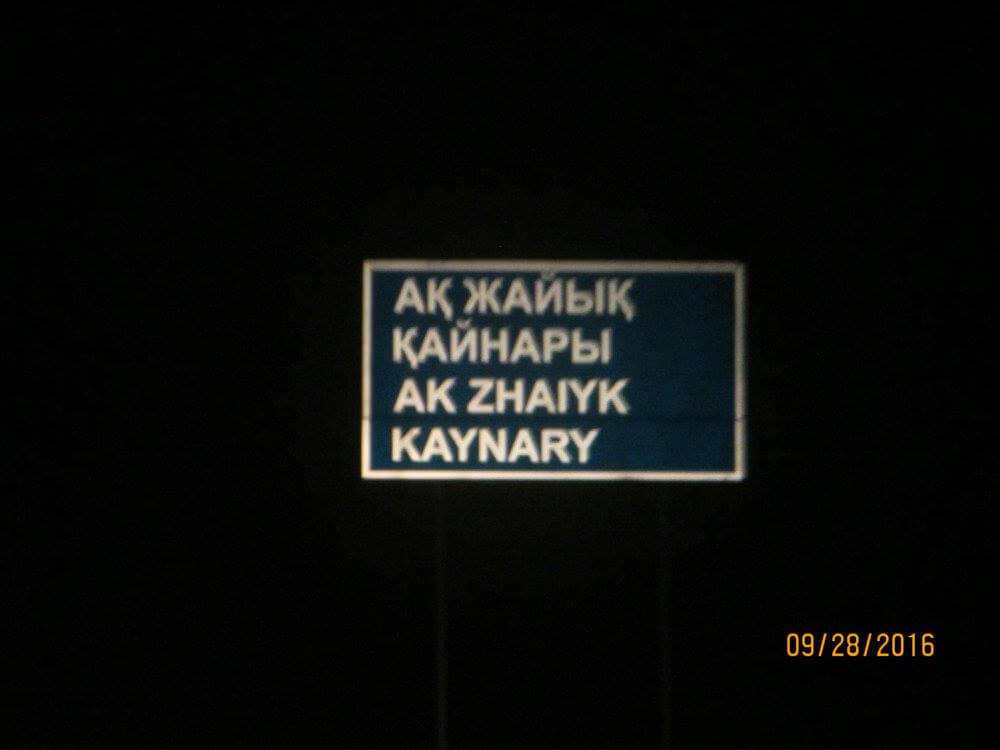 АҚ ЖАЙЫҚ
ҚАЙНАРЫ
AK ZHAIYK
KAYNARY
09/28/2016